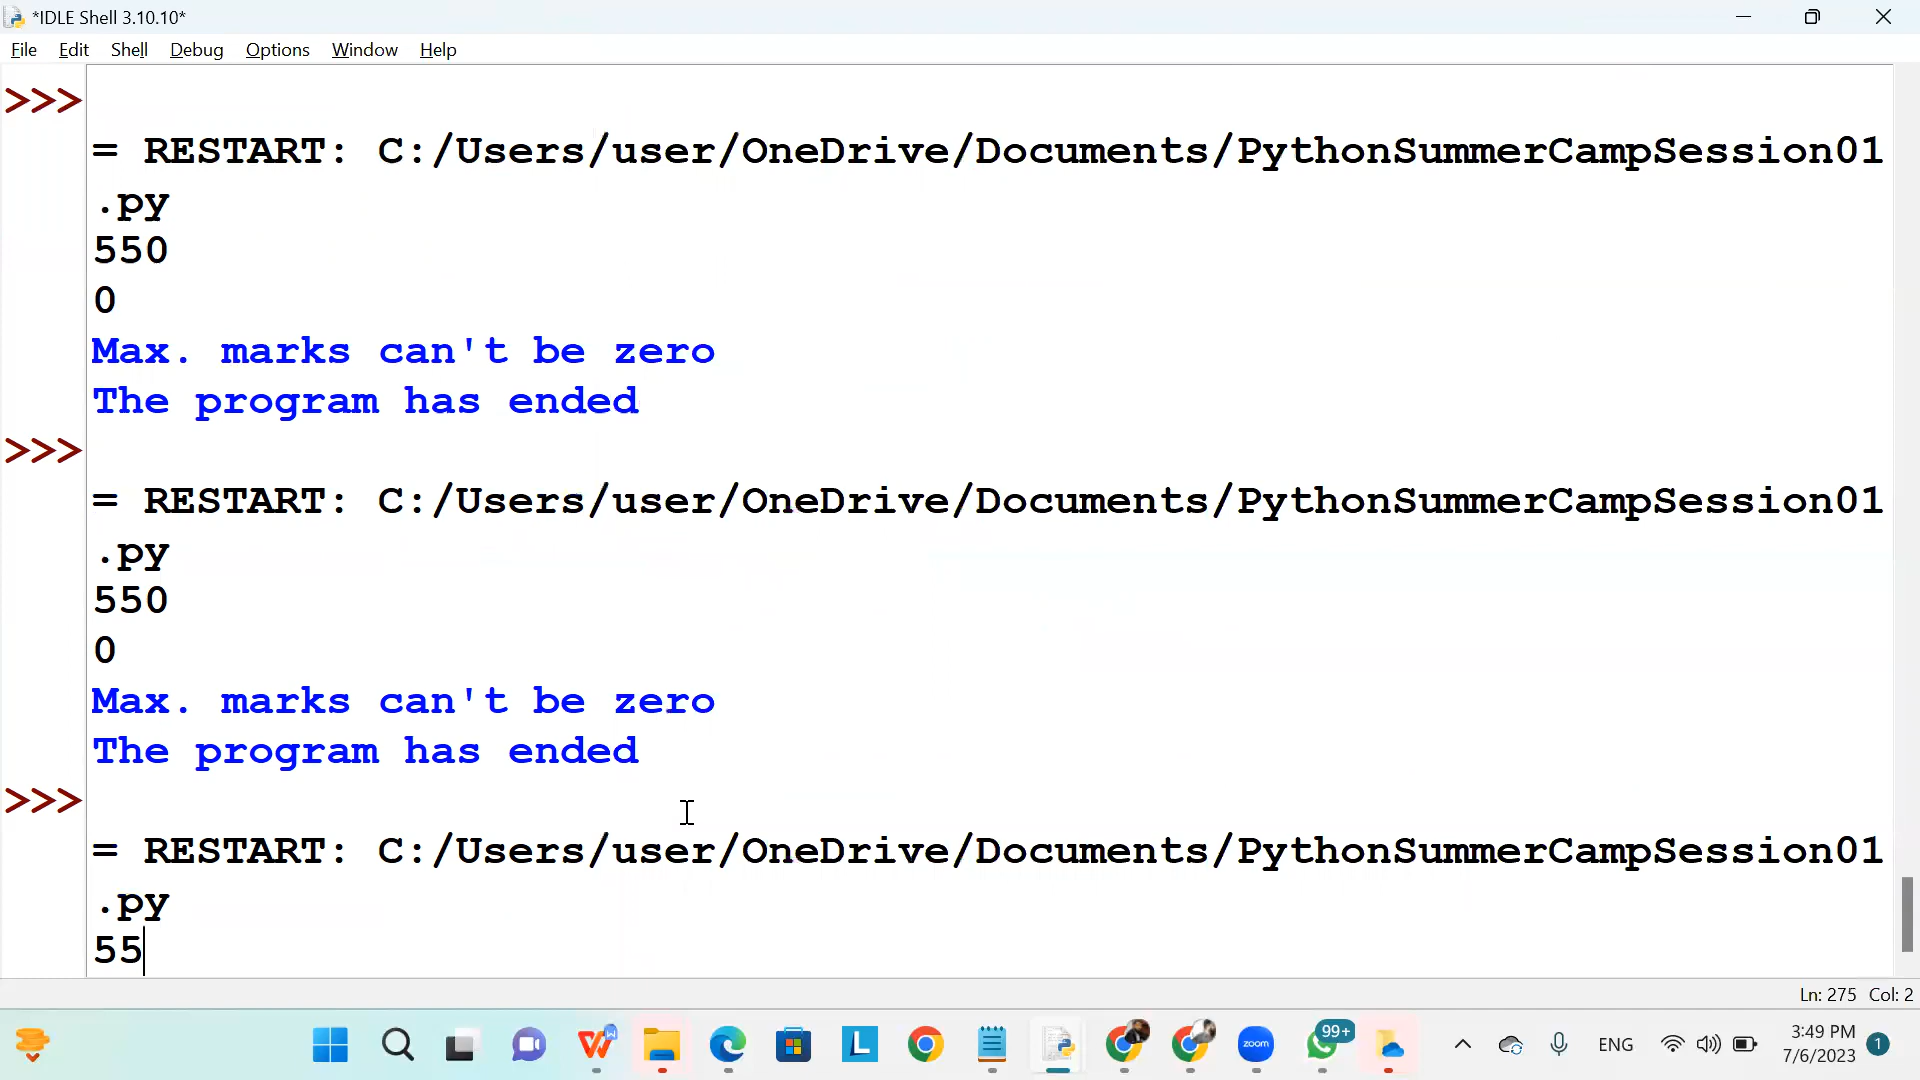 *IDLE Shell 3.10.10*
File Edit Shell Debug Options Window Help
>>>
= RESTART: C:/Users/user/OneDrive/Documents/PythonSummerCampSession01
.py
550
0
Max. marks can't be zero
The program has ended
>>>
= RESTART: C:/Users/user/OneDrive/Documents/PythonSummerCampSession01
.py
550
0
Max. marks can't be zero
The program has ended
>>>
= RESTART: C:/Users/user/OneDrive/Documents/PythonSummerCampSession01
.py
55
Ln: 275 Col: 2
W
L
zoom
99+
ENG
3:49 PM
7/6/2023
1